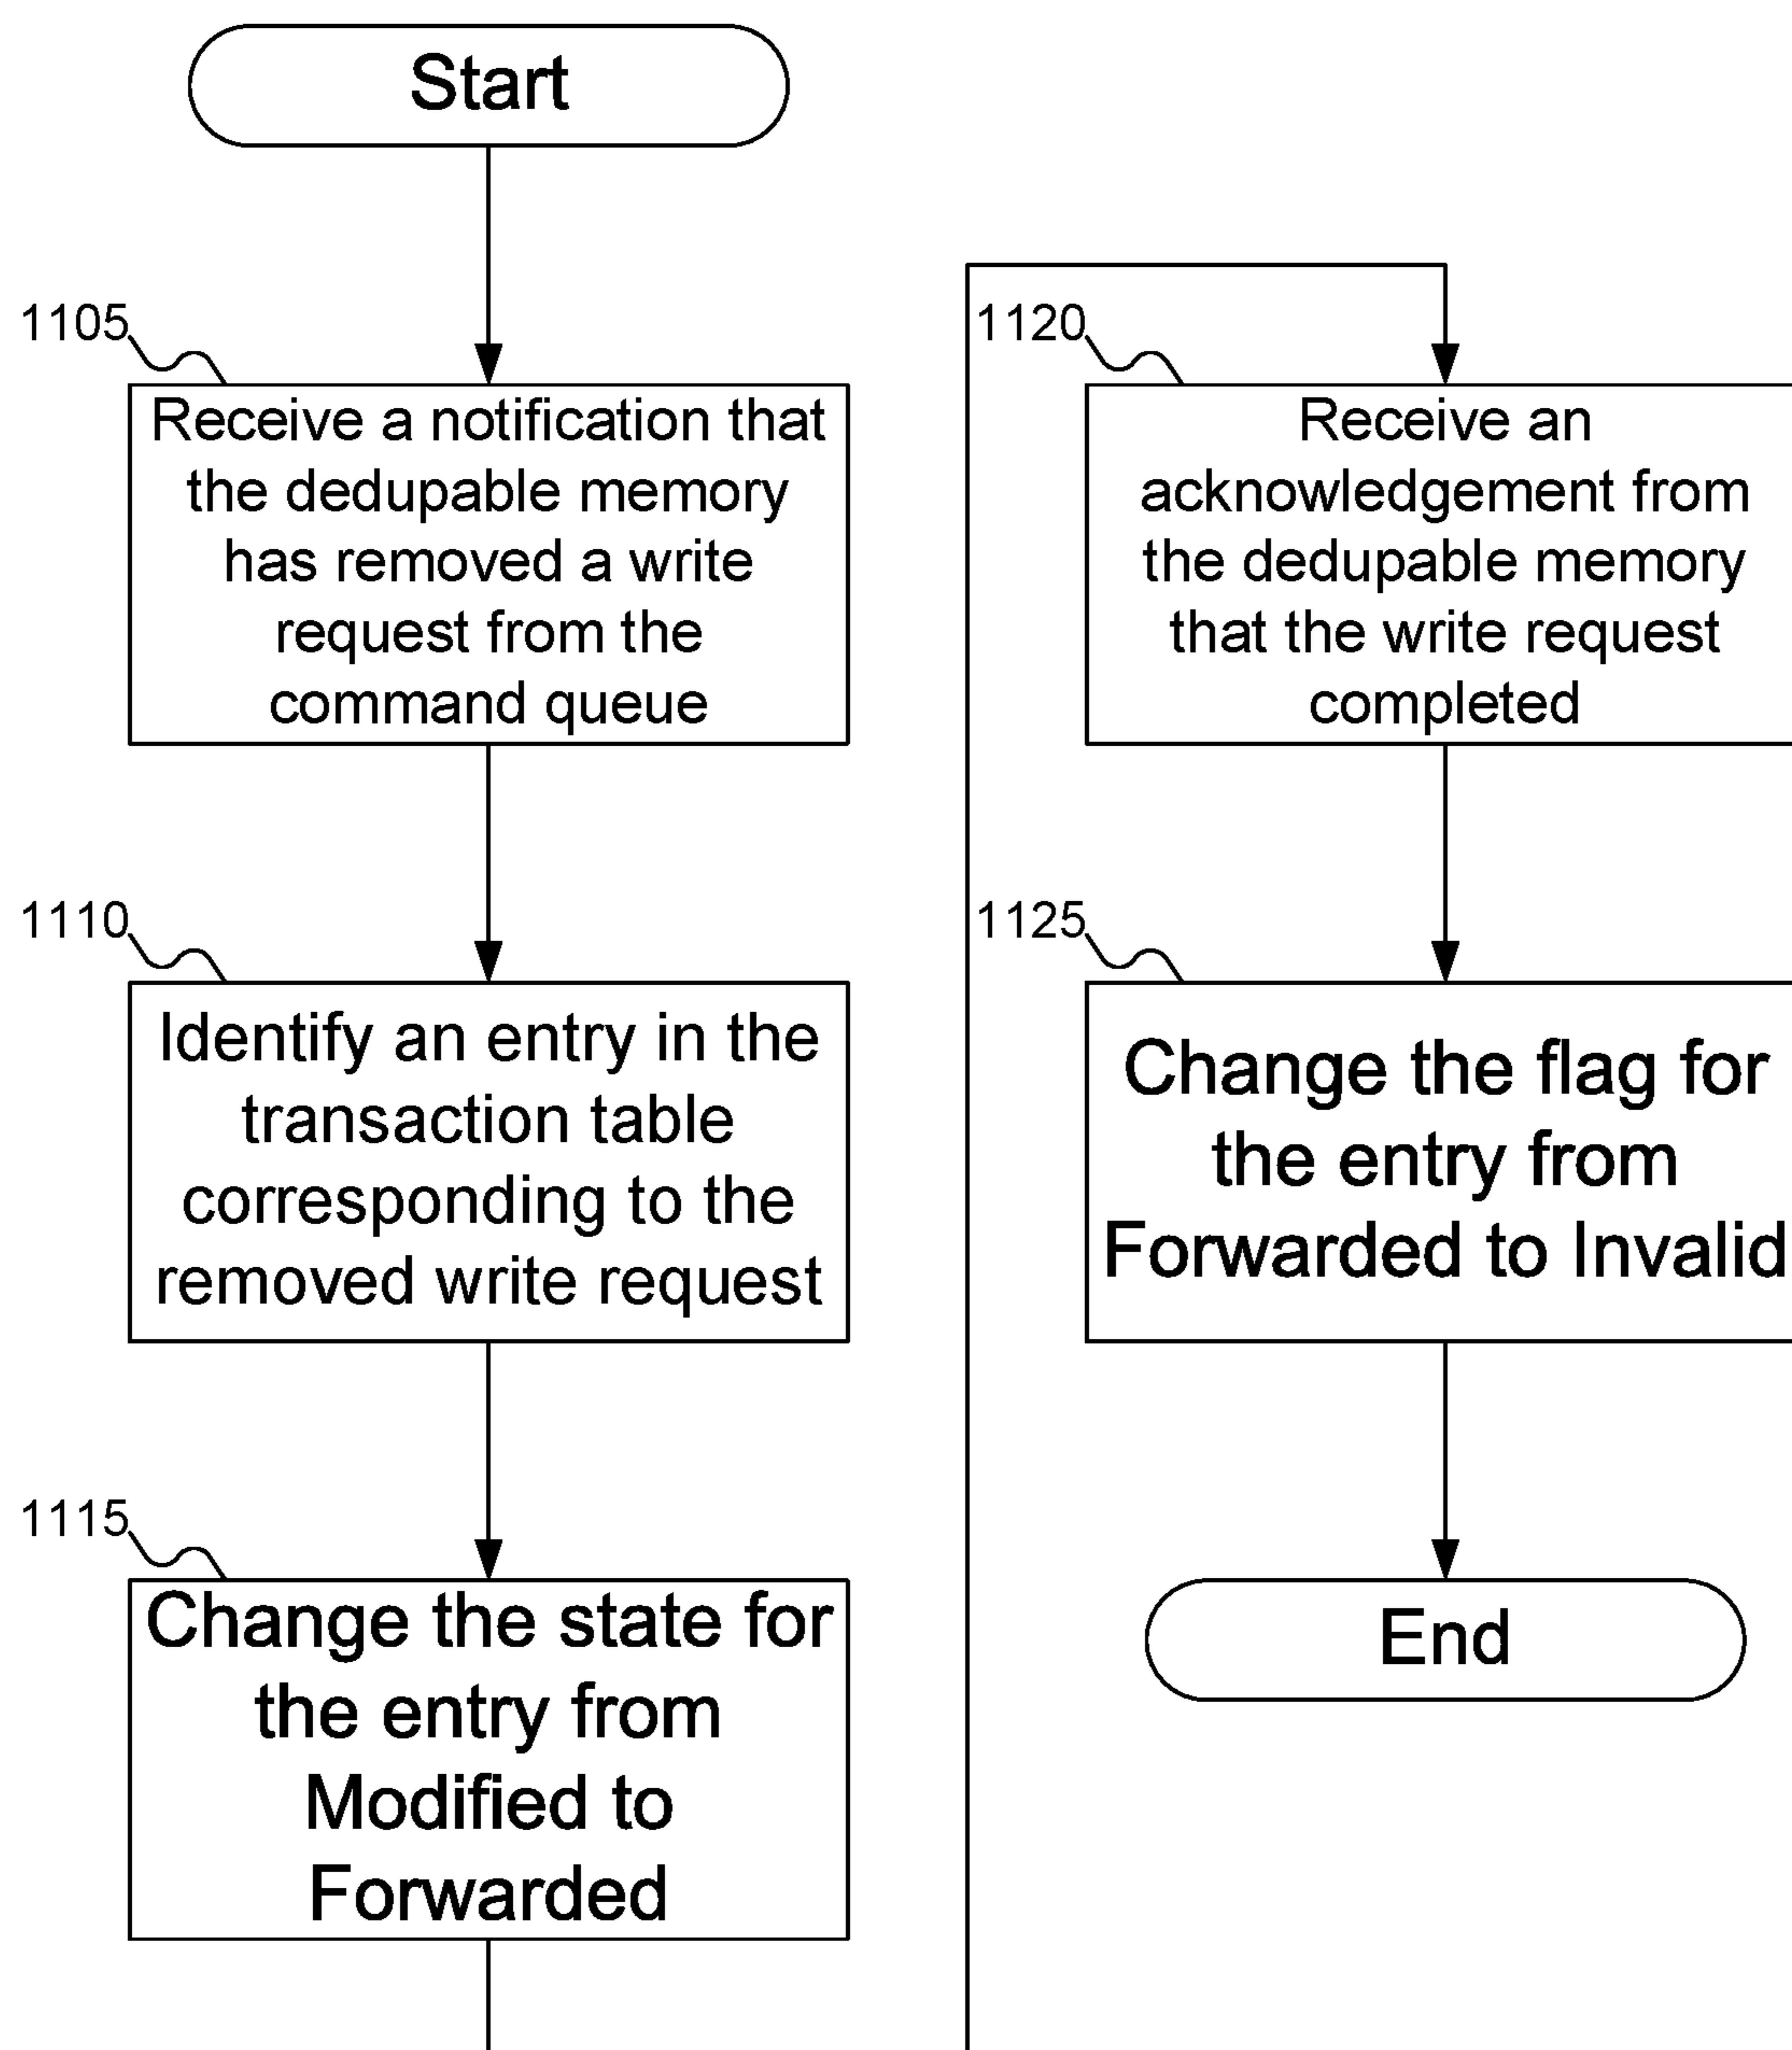 Start
1105
Receive a notification that
the dedupable memory
has removed a write
request from the
command queue
1110
Identify an entry in the
transaction table
corresponding to the
removed write request
1115
Change the state for
the entry from
Modified to
Forwarded
1120
Receive an
acknowledgement from
the dedupable memory
that the write request
completed
1125
Change the flag for
the entry from
Forwarded to Invalid
End